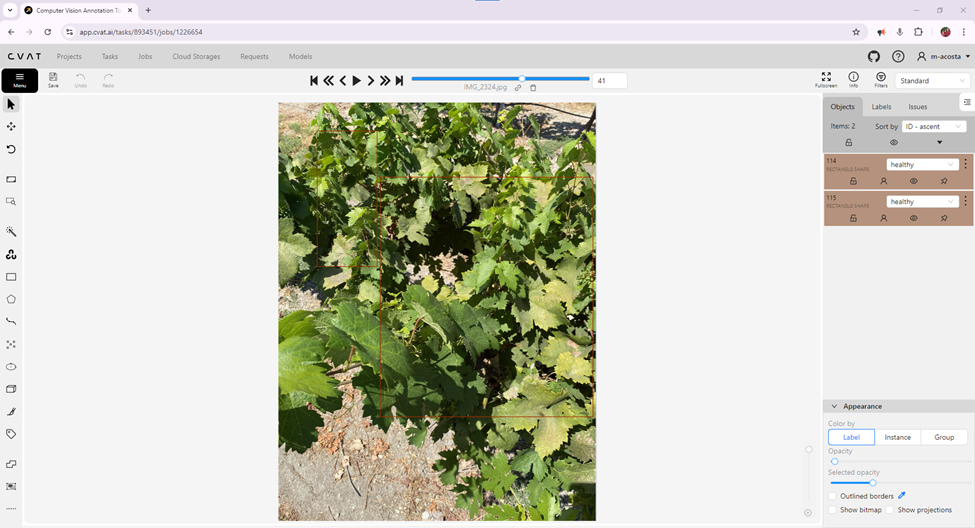 Computer Vision Annotation To
app.cvat.ai/tasks/893451/jobs/1226654
CVAT Projects Tasks Jobs Cloud Storages Requests Models m-acosta
Menu Save Undo Redo 41 Fullscreen Info Filters Standard
IMG_2324.jpg
Objects Labels Issues
Items: 2 Sort by ID - ascent
114 healthy
RECTANGLE SHAPE
115 healthy
RECTANGLE SHAPE
Appearance
Color by
Label Instance Group
Opacity
Selected opacity
Outlined borders
Show bitmap Show projections